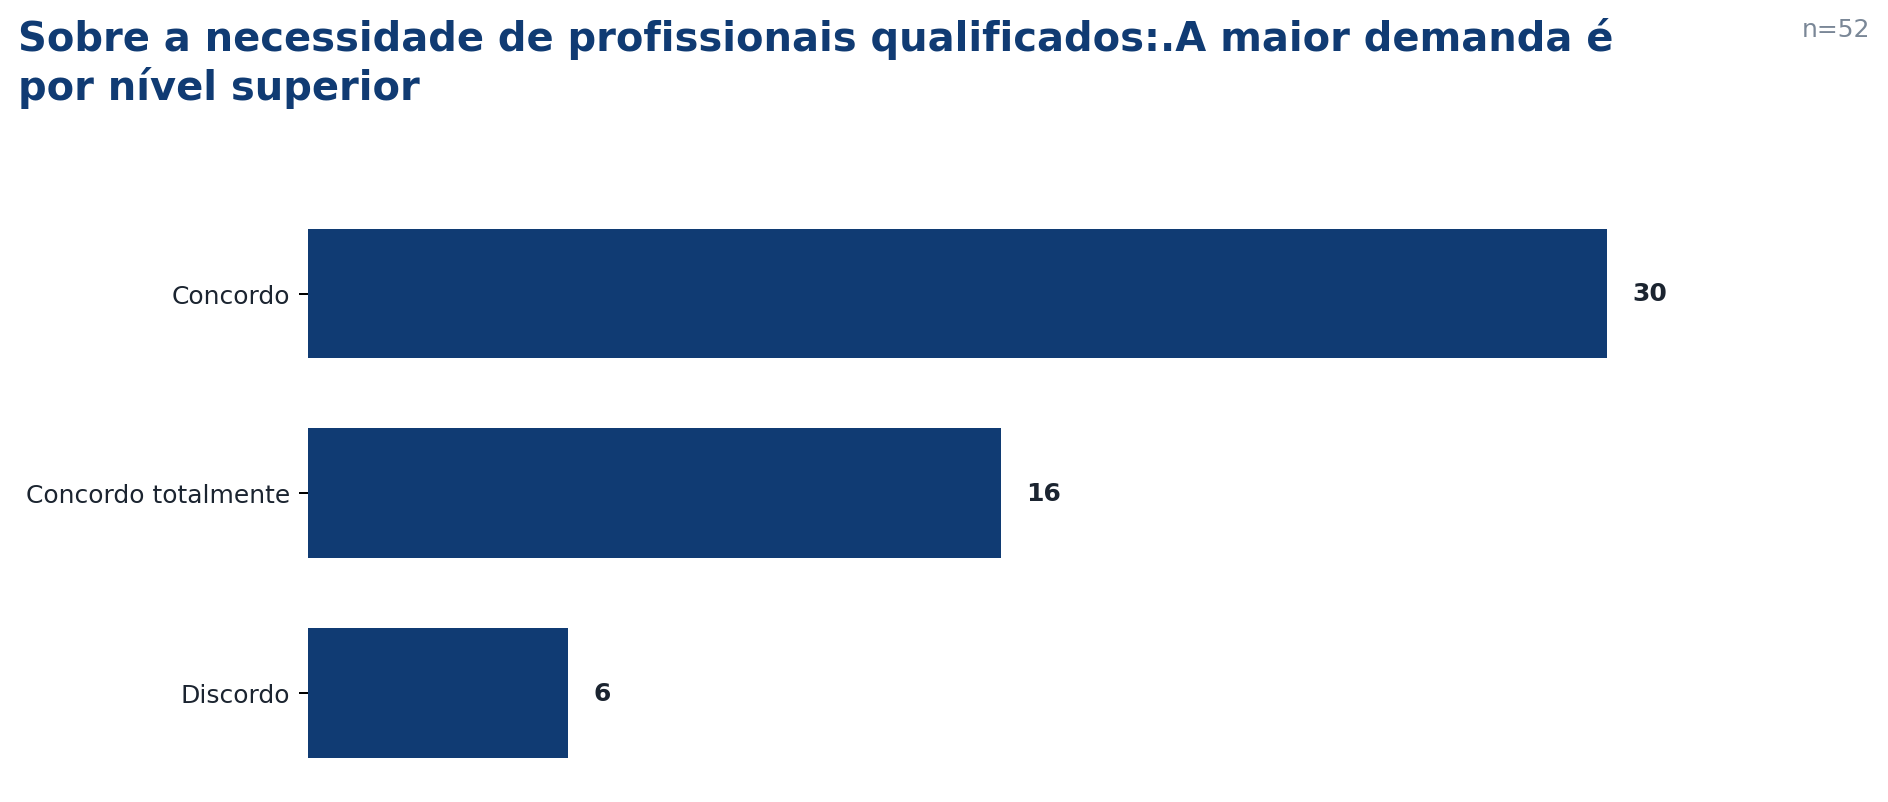 Sobre a necessidade de profissionais qualificados:.A maior demanda é
por nível superior
n=52
Concordo
30
Concordo totalmente
16
Discordo
6